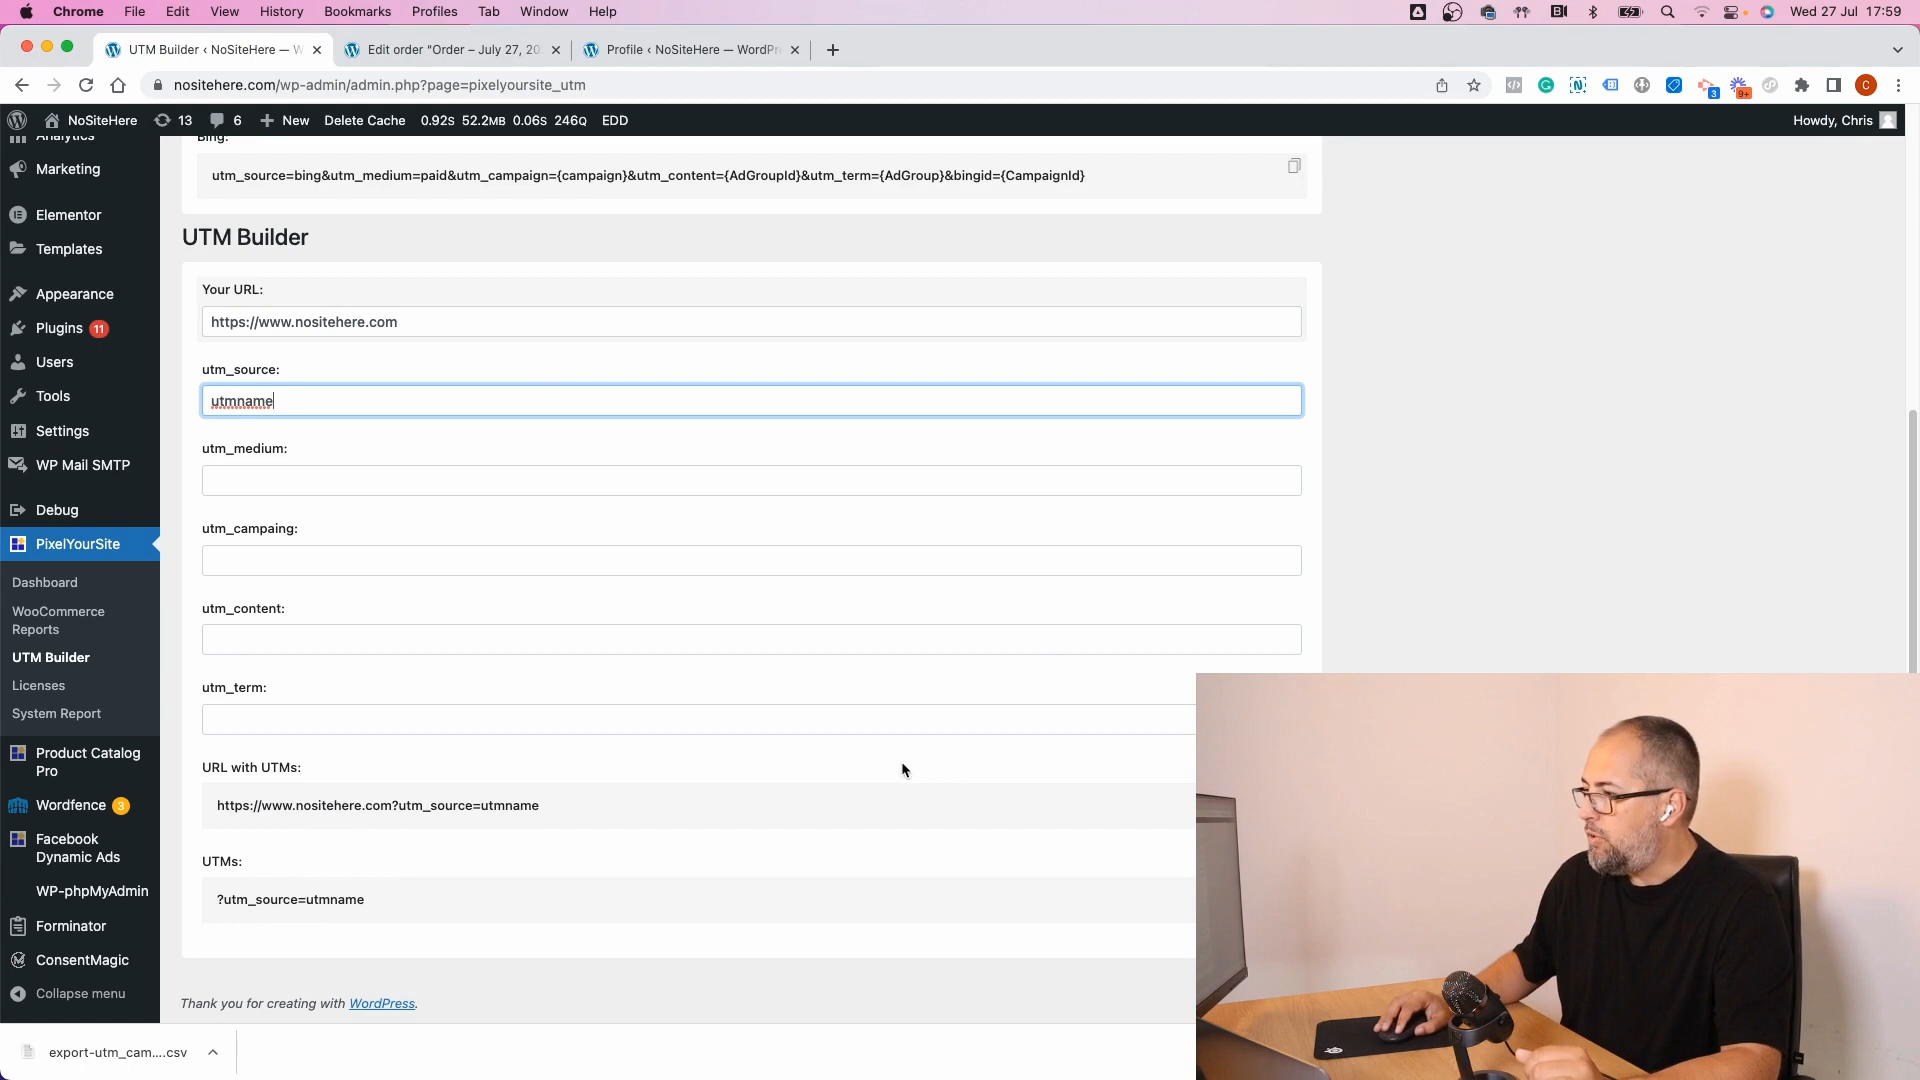 Chrome File Edit View History Bookmarks Profiles Tab Window Help
Wed 27 Jul 17:59
UTM Builder ‹ NoSiteHere — W
Edit order "Order – July 27, 20
Profile ‹ NoSiteHere — WordPr
nositehere.com/wp-admin/admin.php?page=pixelyoursite_utm
3
9+
C
NoSiteHere 13 6 New Delete Cache 0.92S 52.2MB 0.06S 246Q EDD
Howdy, Chris
Analytics
Marketing
Elementor
Templates
Appearance
Plugins 11
Users
Tools
Settings
WP Mail SMTP
Debug
PixelYourSite
Dashboard
WooCommerce
Reports
UTM Builder
Licenses
System Report
Product Catalog
Pro
Wordfence 3
Facebook
Dynamic Ads
WP-phpMyAdmin
Forminator
ConsentMagic
Collapse menu
Bing:
utm_source=bing&utm_medium=paid&utm_campaign={campaign}&utm_content={AdGroupId}&utm_term={AdGroup}&bingid={CampaignId}
UTM Builder
Your URL:
https://www.nositehere.com
utm_source:
utmname
utm_medium:
utm_campaing:
utm_content:
utm_term:
URL with UTMs:
https://www.nositehere.com?utm_source=utmname
UTMs:
?utm_source=utmname
Thank you for creating with WordPress.
export-utm_cam....csv